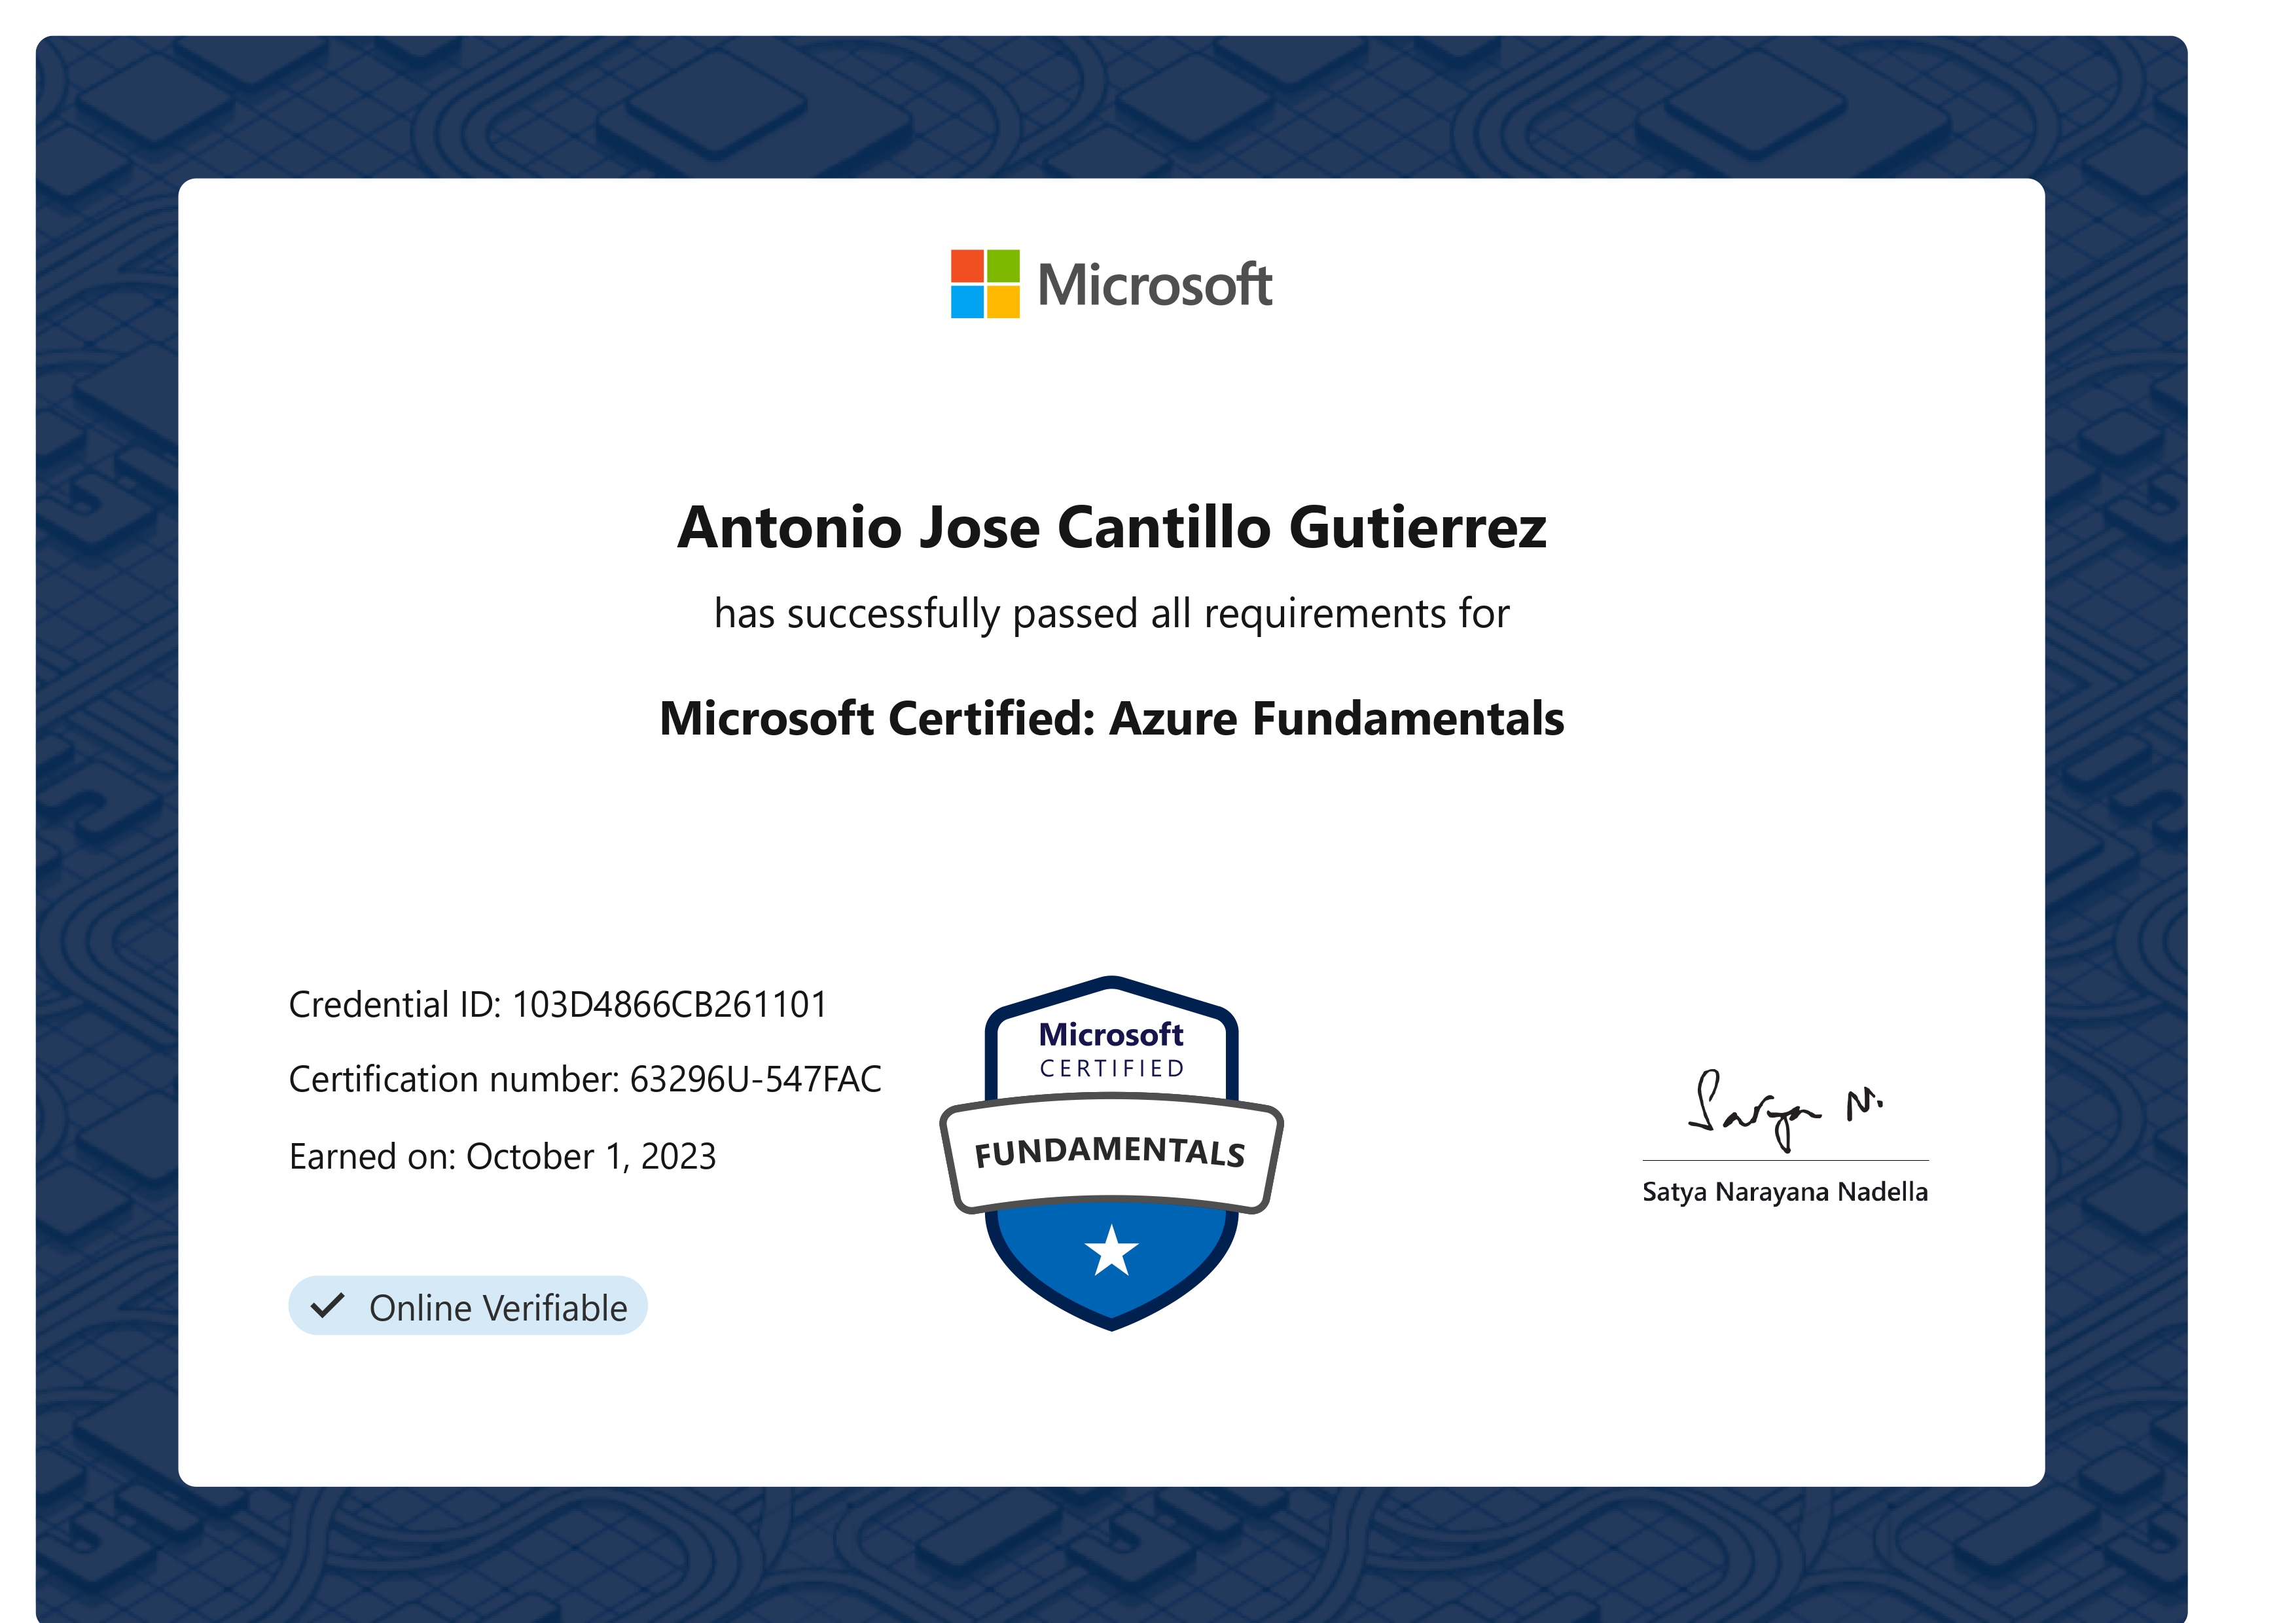 Microsoft
Antonio Jose Cantillo Gutierrez
has successfully passed all requirements for
Microsoft Certified: Azure Fundamentals
Credential ID: 103D4866CB261101
Certification number: 63296U-547FAC
Earned on: October 1, 2023
Online Verifiable
Microsoft
CERTIFIED
FUNDAMENTALS
Satya N.
Satya Narayana Nadella